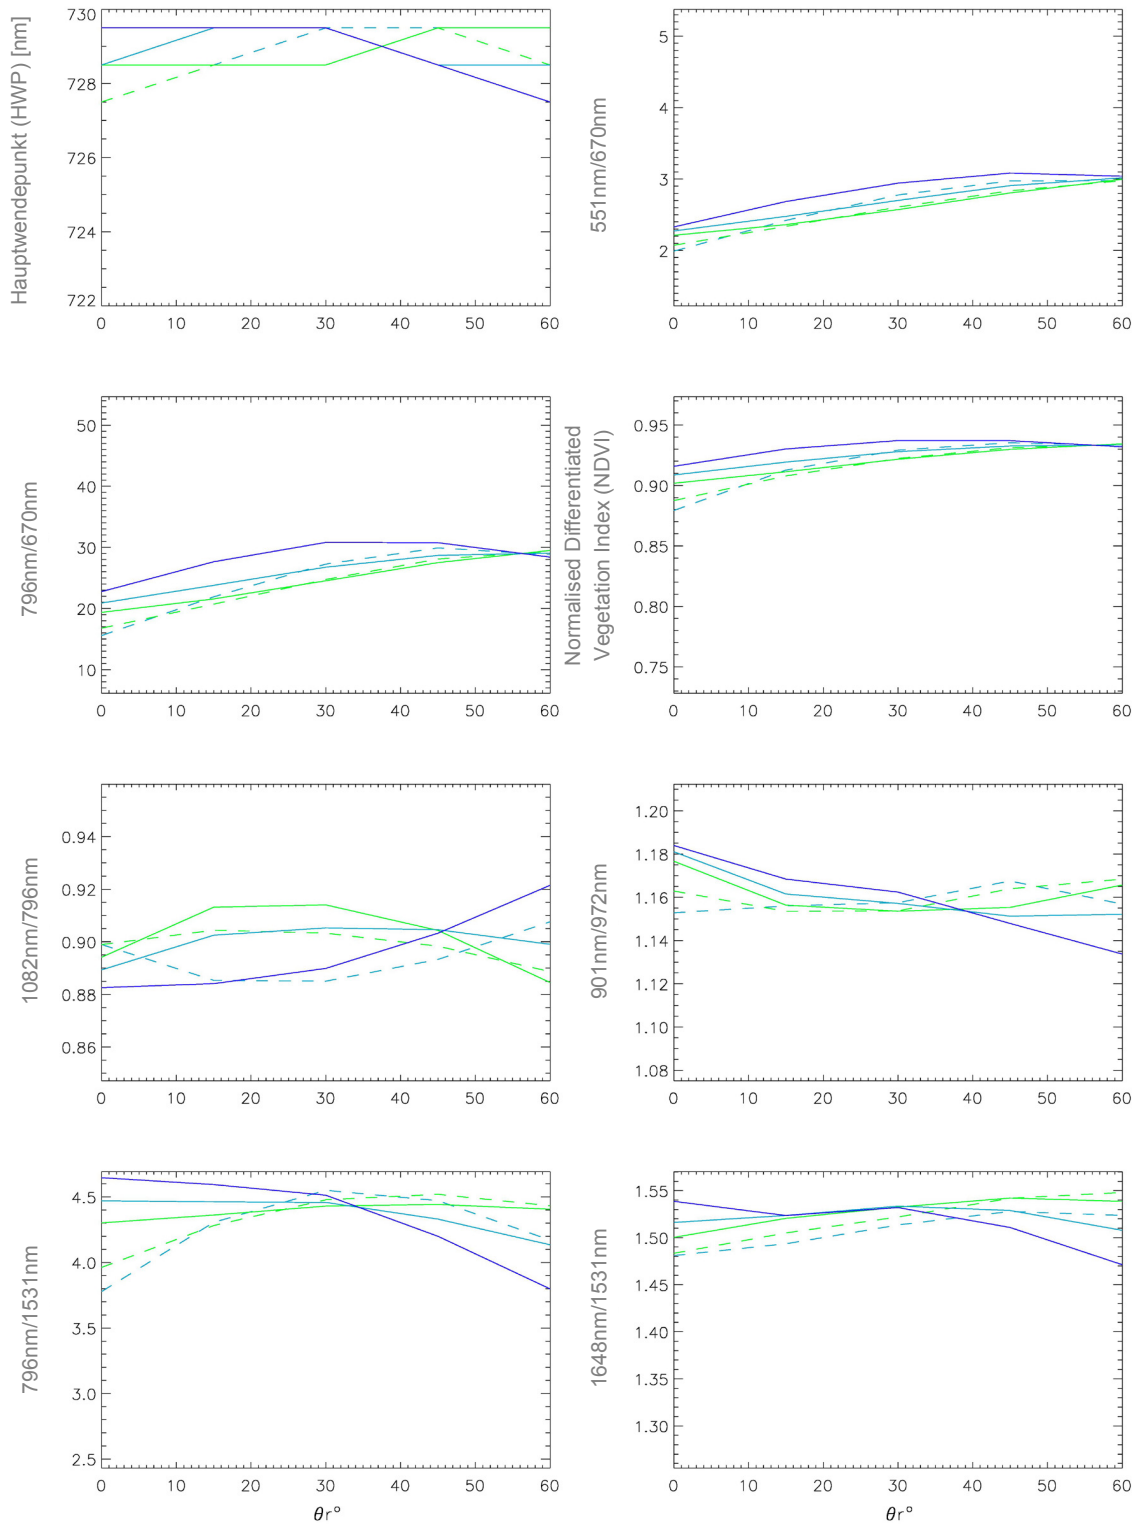 Hauptwendepunkt (HWP) [nm]
730
728
726
724
722
0 10 20 30 40 50 60
551nm/670nm
5
4
3
2
0 10 20 30 40 50 60
796nm/670nm
50
40
30
20
10
0 10 20 30 40 50 60
Normalised Differentiated
Vegetation Index (NDVI)
0.95
0.90
0.85
0.80
0.75
0 10 20 30 40 50 60
1082nm/796nm
0.94
0.92
0.90
0.88
0.86
0 10 20 30 40 50 60
901nm/972nm
1.20
1.18
1.16
1.14
1.12
1.10
1.08
0 10 20 30 40 50 60
796nm/1531nm
4.5
4.0
3.5
3.0
2.5
0 10 20 30 40 50 60
θr°
1648nm/1531nm
1.55
1.50
1.45
1.40
1.35
1.30
0 10 20 30 40 50 60
θr°